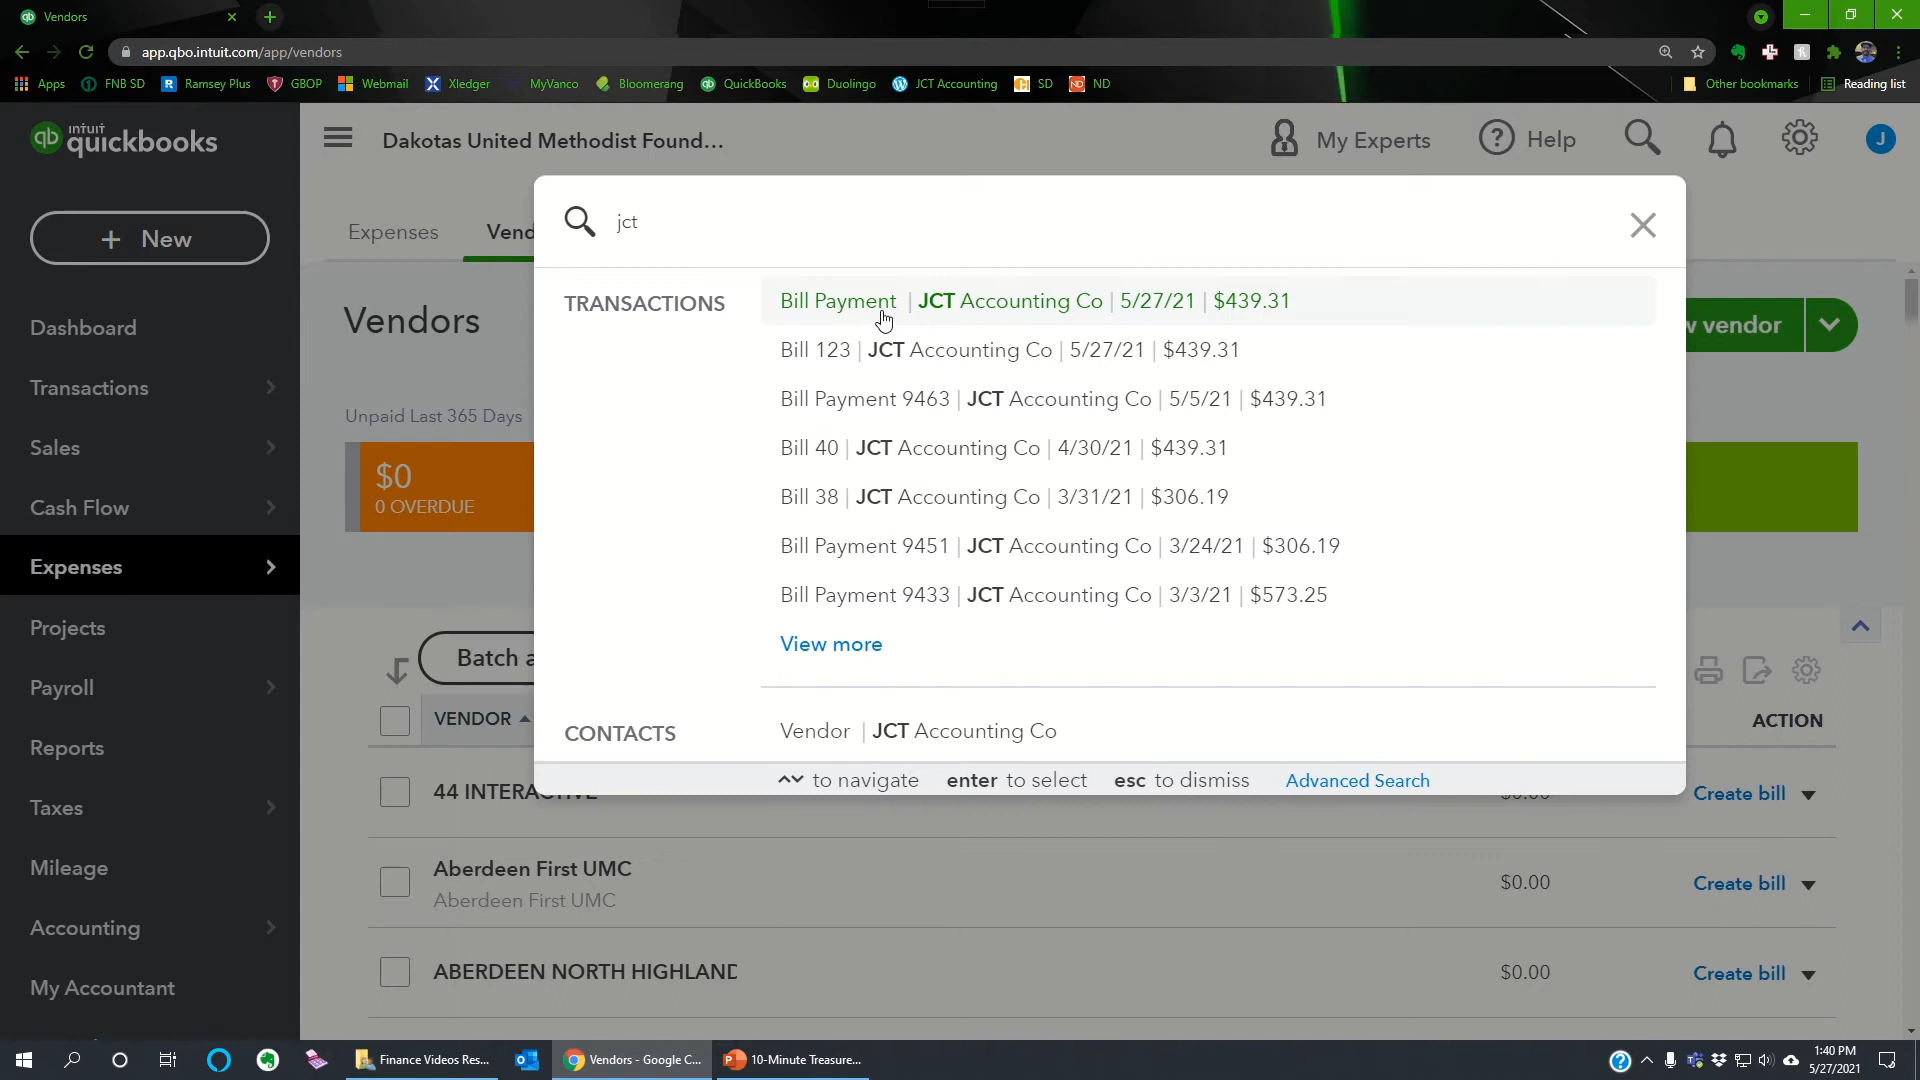 Vendors
app.qbo.intuit.com/app/vendors
Apps FNB SD Ramsey Plus GBOP Webmail Xledger MyVanco Bloomerang QuickBooks Duolingo JCT Accounting SD ND Other bookmarks Reading list
intuit quickbooks
Dakotas United Methodist Found...
My Experts
Help
J
New
Expenses
Vend
jct
TRANSACTIONS
Bill Payment | JCT Accounting Co | 5/27/21 | $439.31
Bill 123 | JCT Accounting Co | 5/27/21 | $439.31
Bill Payment 9463 | JCT Accounting Co | 5/5/21 | $439.31
Bill 40 | JCT Accounting Co | 4/30/21 | $439.31
Bill 38 | JCT Accounting Co | 3/31/21 | $306.19
Bill Payment 9451 | JCT Accounting Co | 3/24/21 | $306.19
Bill Payment 9433 | JCT Accounting Co | 3/3/21 | $573.25
View more
CONTACTS
Vendor | JCT Accounting Co
to navigate enter to select esc to dismiss Advanced Search
Dashboard
Transactions
Sales
Cash Flow
Expenses
Projects
Payroll
Reports
Taxes
Mileage
Accounting
My Accountant
Vendors
w vendor
Unpaid Last 365 Days
$0
0 OVERDUE
Batch a
VENDOR
ACTION
44 INTERACTIVE
$0.00
Create bill
Aberdeen First UMC
Aberdeen First UMC
$0.00
Create bill
ABERDEEN NORTH HIGHLAND
$0.00
Create bill
Finance Videos Res...
Vendors - Google C...
10-Minute Treasure...
1:40 PM
5/27/2021